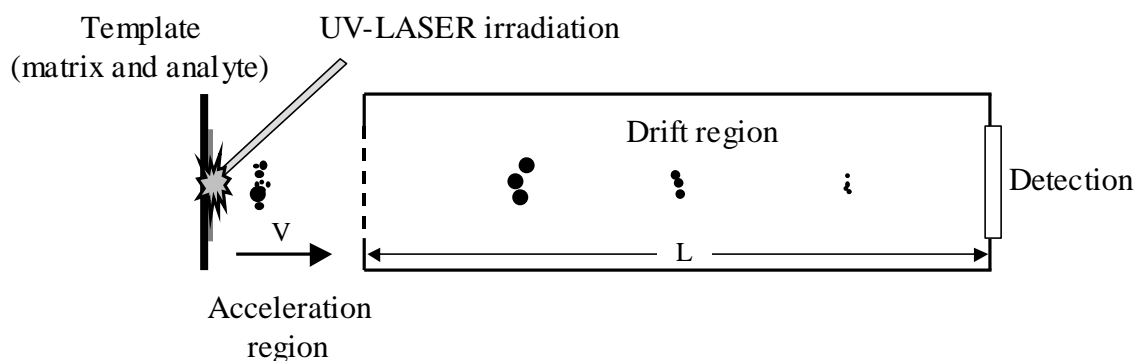 Template
(matrix and analyte)
UV-LASER irradiation
Drift region
Detection
V
L
Acceleration
region